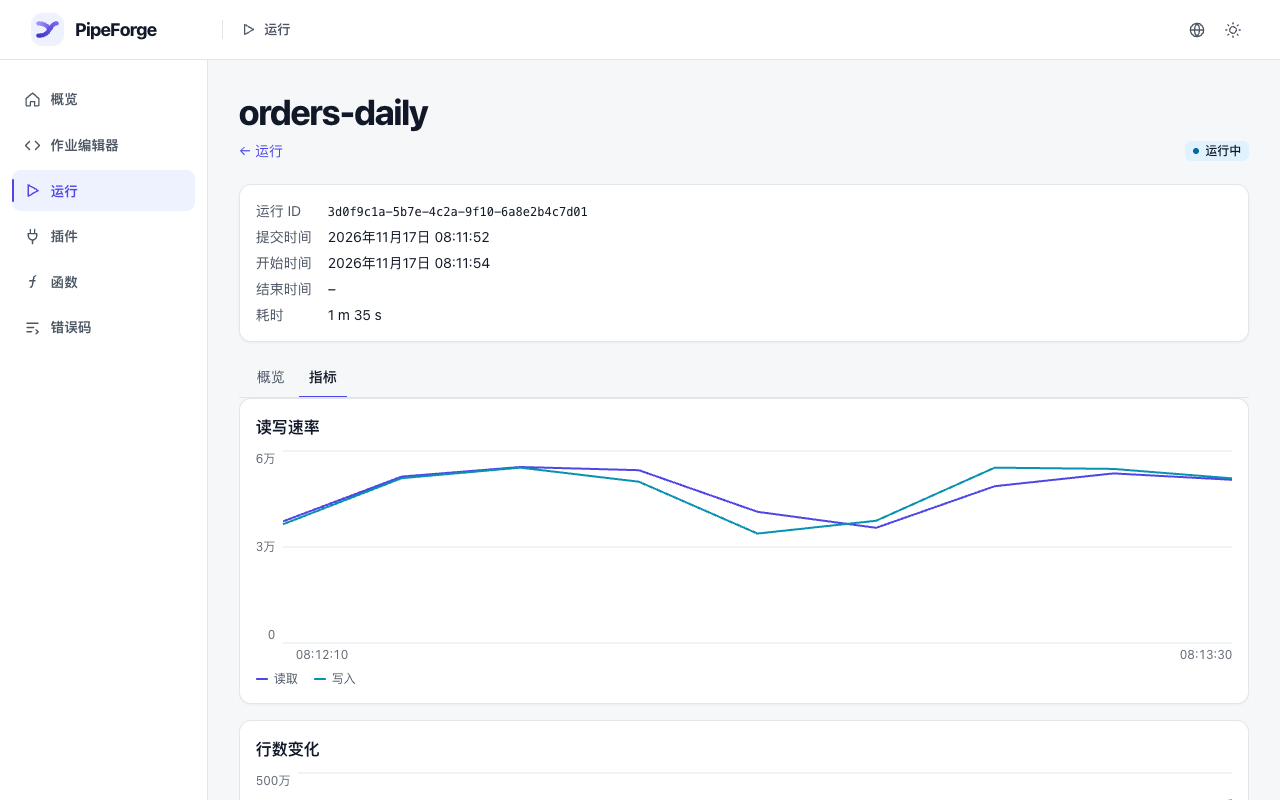 PipeForge
运行
概览
作业编辑器
运行
插件
函数
错误码
orders-daily
← 运行
运行中
运行 ID 3d0f9c1a-5b7e-4c2a-9f10-6a8e2b4c7d01
提交时间 2026年11月17日 08:11:52
开始时间 2026年11月17日 08:11:54
结束时间 –
耗时 1 m 35 s
概览 指标
读写速率
6万
3万
0
08:12:10 08:13:30
读取 写入
行数变化
500万